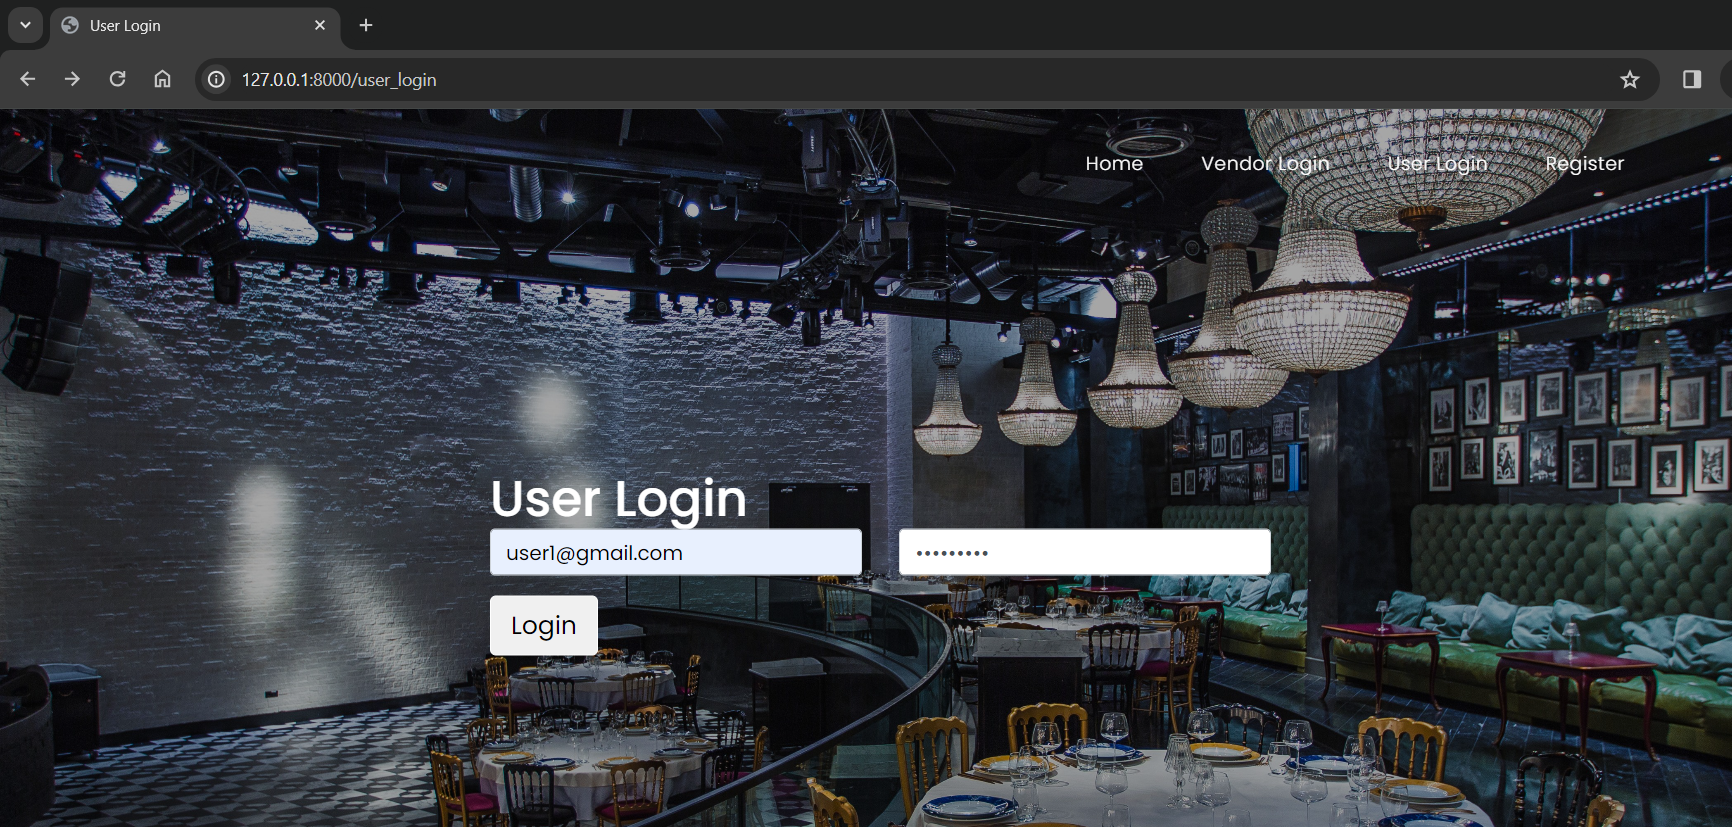 User Login
127.0.0.1:8000/user_login
Home Vendor Login User Login Register
User Login
user1@gmail.com •••••••••
Login